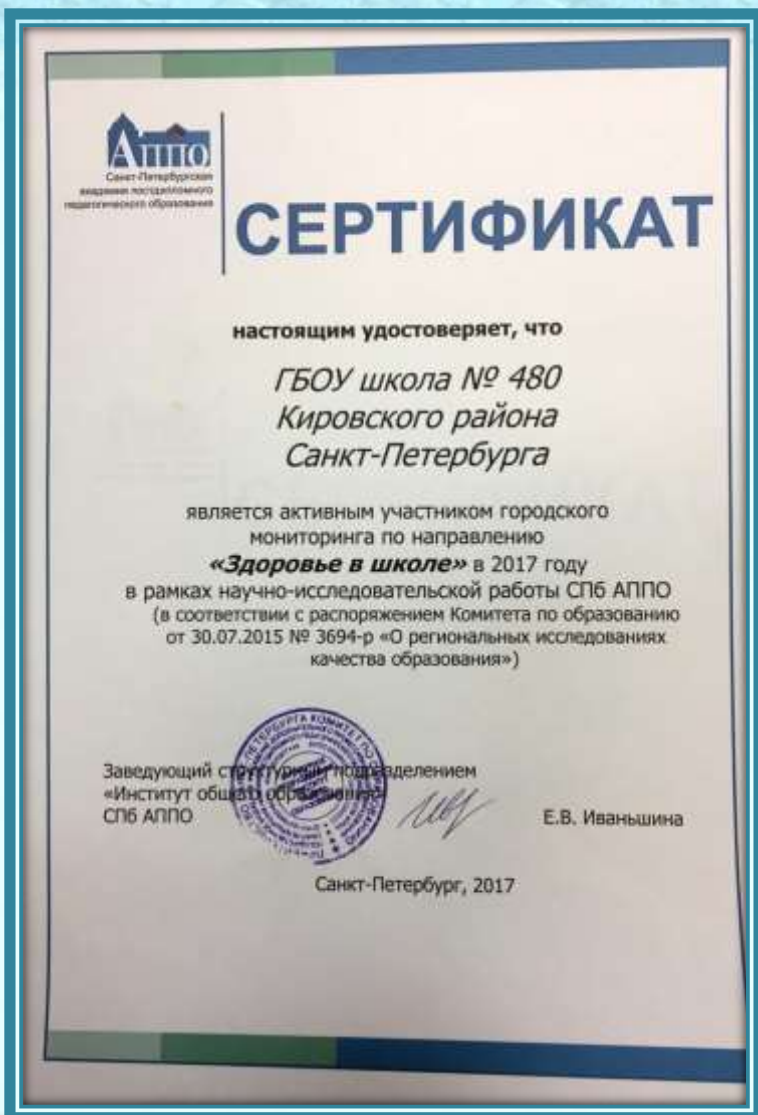 АППО
Санкт-Петербургская
академия постдипломного
педагогического образования
СЕРТИФИКАТ
настоящим удостоверяет, что
ГБОУ школа № 480
Кировского района
Санкт-Петербурга
является активным участником городского
мониторинга по направлению
«Здоровье в школе» в 2017 году
в рамках научно-исследовательской работы СПб АППО
(в соответствии с распоряжением Комитета по образованию
от 30.07.2015 № 3694-р «О региональных исследованиях
качества образования»)
Заведующий структурным подразделением
«Институт общего образования»
СПб АППО
Е.В. Иваньшина
Санкт-Петербург, 2017